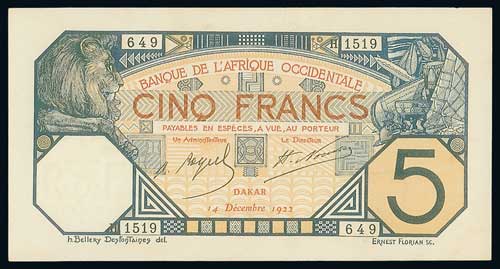 649
H 1519
BANQUE DE L'AFRIQUE OCCIDENTALE
CINQ FRANCS
PAYABLES EN ESPÈCES, A VUE, AU PORTEUR
Un Administrateur
Le Directeur
DAKAR
14 Décembre 1922
5
1519
649
h. Bellery Desfontaines del.
ERNEST FLORIAN SC.